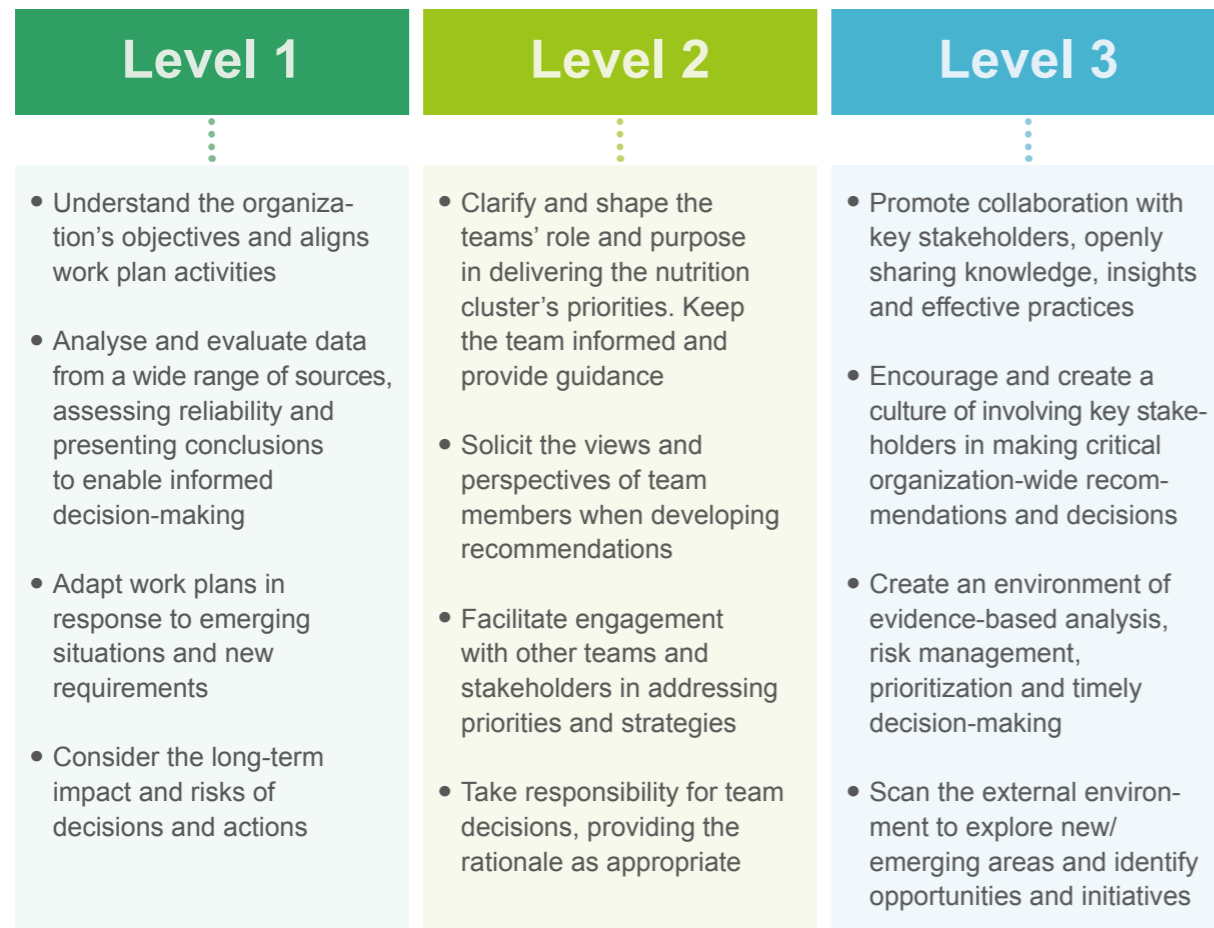 Level 1
• Understand the organiza-
tion's objectives and aligns
work plan activities
• Analyse and evaluate data
from a wide range of sources,
assessing reliability and
presenting conclusions
to enable informed
decision-making
• Adapt work plans in
response to emerging
situations and new
requirements
• Consider the long-term
impact and risks of
decisions and actions
Level 2
• Clarify and shape the
teams' role and purpose
in delivering the nutrition
cluster's priorities. Keep
the team informed and
provide guidance
• Solicit the views and
perspectives of team
members when developing
recommendations
• Facilitate engagement
with other teams and
stakeholders in addressing
priorities and strategies
• Take responsibility for team
decisions, providing the
rationale as appropriate
Level 3
• Promote collaboration with
key stakeholders, openly
sharing knowledge, insights
and effective practices
• Encourage and create a
culture of involving key stake-
holders in making critical
organization-wide recom-
mendations and decisions
• Create an environment of
evidence-based analysis,
risk management,
prioritization and timely
decision-making
• Scan the external environ-
ment to explore new/
emerging areas and identify
opportunities and initiatives